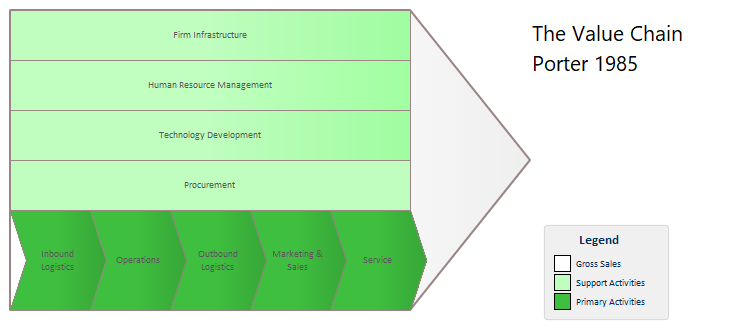 The Value Chain
Porter 1985
Firm Infrastructure
Human Resource Management
Technology Development
Procurement
Inbound
Logistics
Operations
Outbound
Logistics
Marketing &
Sales
Service
Legend
Gross Sales
Support Activities
Primary Activities